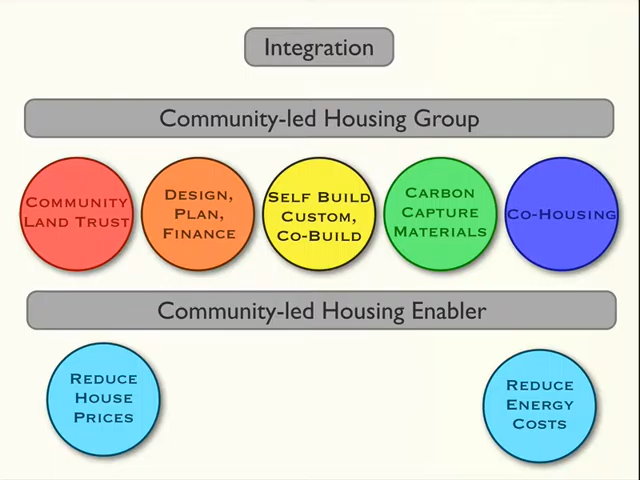 Integration
Community-led Housing Group
COMMUNITY
LAND TRUST
DESIGN,
PLAN,
FINANCE
SELF BUILD
CUSTOM,
CO-BUILD
CARBON
CAPTURE
MATERIALS
CO-HOUSING
Community-led Housing Enabler
REDUCE
HOUSE
PRICES
REDUCE
ENERGY
COSTS